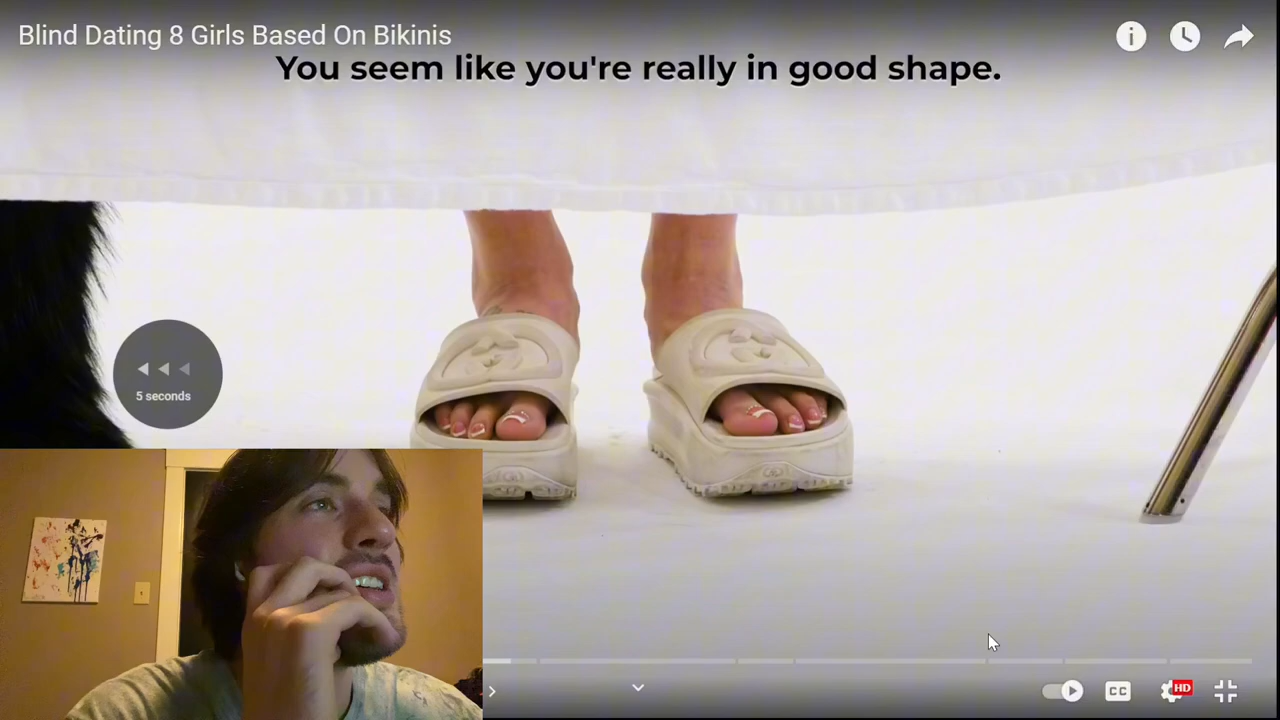 Blind Dating 8 Girls Based On Bikinis
You seem like you're really in good shape.
5 seconds
CC
HD